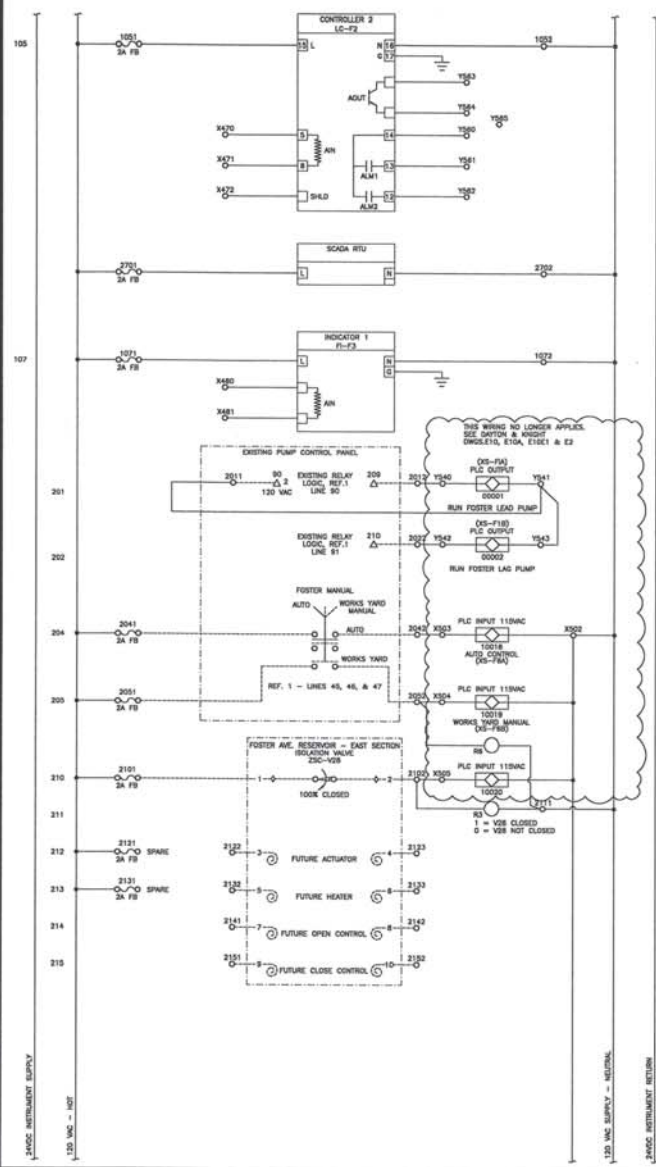 CONTROLLER 2
LC-F2
105
1051
2A FB
15 L
N 16
G 17
1052
Y563
AOUT
Y564
Y565
X470
5
14
Y560
AIN
X471
8
13
Y561
ALM1
X472
SHLD
12
Y562
ALM2
SCADA RTU
2701
2A FB
L
N
2702
INDICATOR 1
FI-F3
107
1071
2A FB
L
N
G
1072
X480
AIN
X481
THIS WIRING NO LONGER APPLIES.
SEE DAYTON & KNIGHT
DWGS.E10, E10A, E10E1 & E2
EXISTING PUMP CONTROL PANEL
201
2011
90
2
120 VAC
EXISTING RELAY
LOGIC, REF.1
LINE 90
209
2012
Y540
(XS-F1A)
PLC OUTPUT
00001
Y541
RUN FOSTER LEAD PUMP
202
EXISTING RELAY
LOGIC, REF.1
LINE 91
210
2022
Y542
(XS-F1B)
PLC OUTPUT
00002
Y543
RUN FOSTER LAG PUMP
FOSTER MANUAL
AUTO
WORKS YARD
MANUAL
204
2041
2A FB
AUTO
2042
X503
PLC INPUT 115VAC
10018
AUTO CONTROL
(XS-F8A)
X502
WORKS YARD
205
2051
2A FB
REF. 1 - LINES 45, 46, & 47
2052
X504
PLC INPUT 115VAC
10019
WORKS YARD MANUAL
(XS-F8B)
FOSTER AVE. RESERVOIR - EAST SECTION
ISOLATION VALVE
ZSC-V28
210
2101
2A FB
1
2
100% CLOSED
2102
X505
PLC INPUT 115VAC
10020
211
R3
2111
1 = V28 CLOSED
0 = V28 NOT CLOSED
212
2121
2A FB
SPARE
2122
3
FUTURE ACTUATOR
4
2123
213
2131
2A FB
SPARE
2132
5
FUTURE HEATER
6
2133
214
2141
7
FUTURE OPEN CONTROL
8
2142
215
2151
9
FUTURE CLOSE CONTROL
10
2152
24VDC INSTRUMENT SUPPLY
120 VAC - HOT
120 VAC SUPPLY - NEUTRAL
24VDC INSTRUMENT RETURN